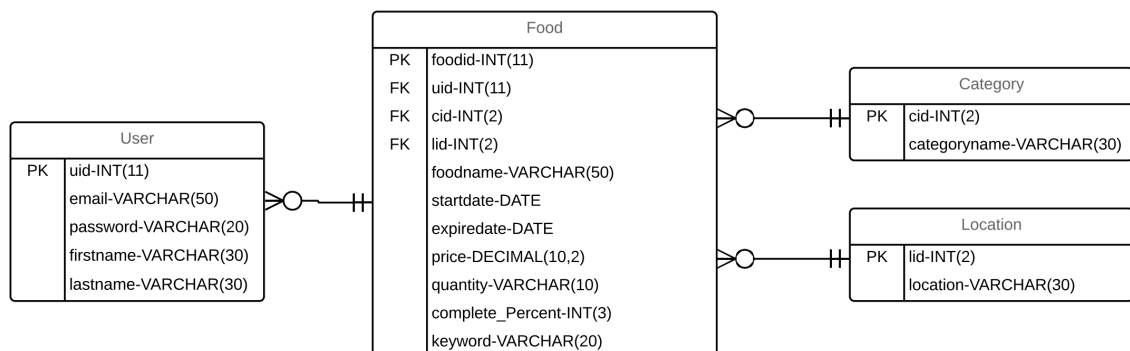 User
PK uid-INT(11)
email-VARCHAR(50)
password-VARCHAR(20)
firstname-VARCHAR(30)
lastname-VARCHAR(30)
Food
PK foodid-INT(11)
FK uid-INT(11)
FK cid-INT(2)
FK lid-INT(2)
foodname-VARCHAR(50)
startdate-DATE
expiredate-DATE
price-DECIMAL(10,2)
quantity-VARCHAR(10)
complete_Percent-INT(3)
keyword-VARCHAR(20)
Category
PK cid-INT(2)
categoryname-VARCHAR(30)
Location
PK lid-INT(2)
location-VARCHAR(30)